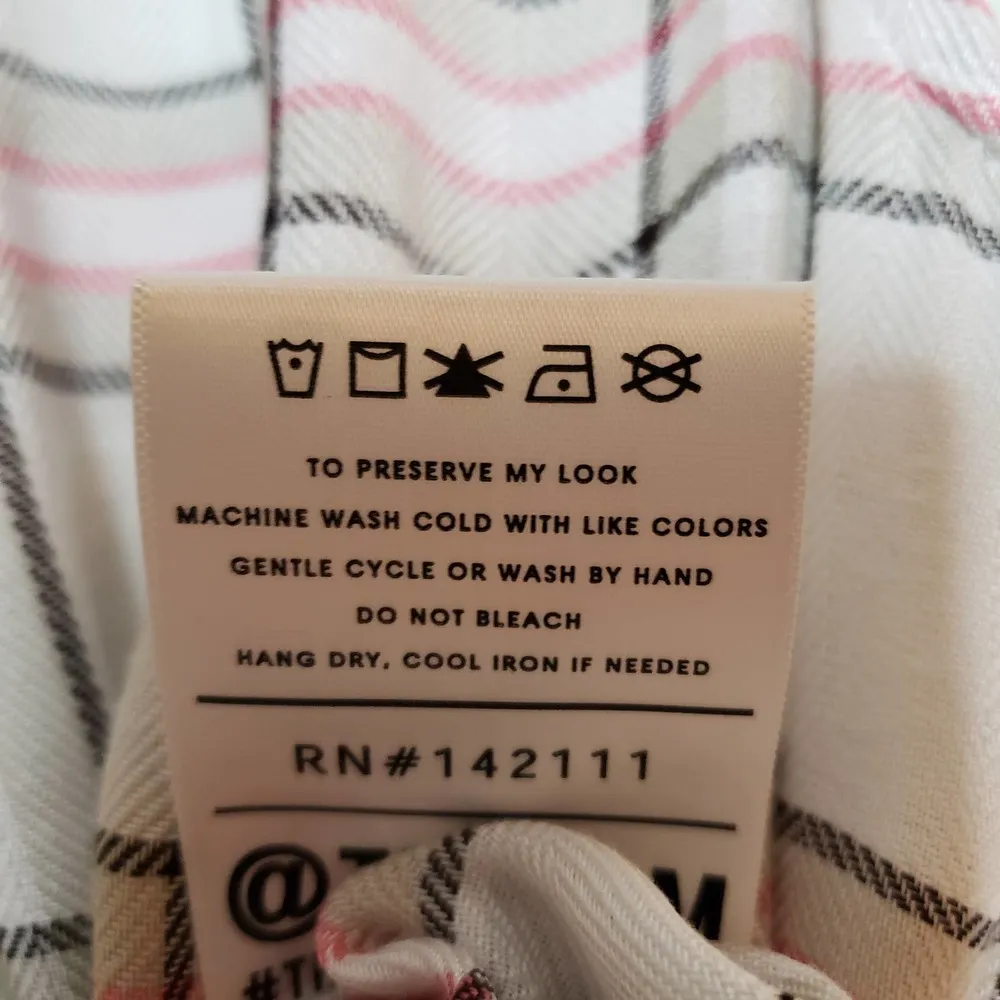 TO PRESERVE MY LOOK
MACHINE WASH COLD WITH LIKE COLORS
GENTLE CYCLE OR WASH BY HAND
DO NOT BLEACH
HANG DRY, COOL IRON IF NEEDED
RN#142111